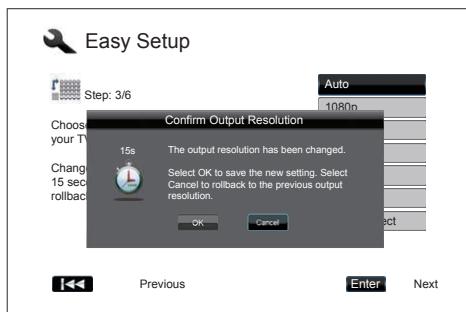 Easy Setup
Step: 3/6
Auto
1080p
Confirm Output Resolution
your TV
15s
The output resolution has been changed.
Select OK to save the new setting. Select
Cancel to rollback to the previous output
resolution.
OK
Cancel
Previous
Enter
Next